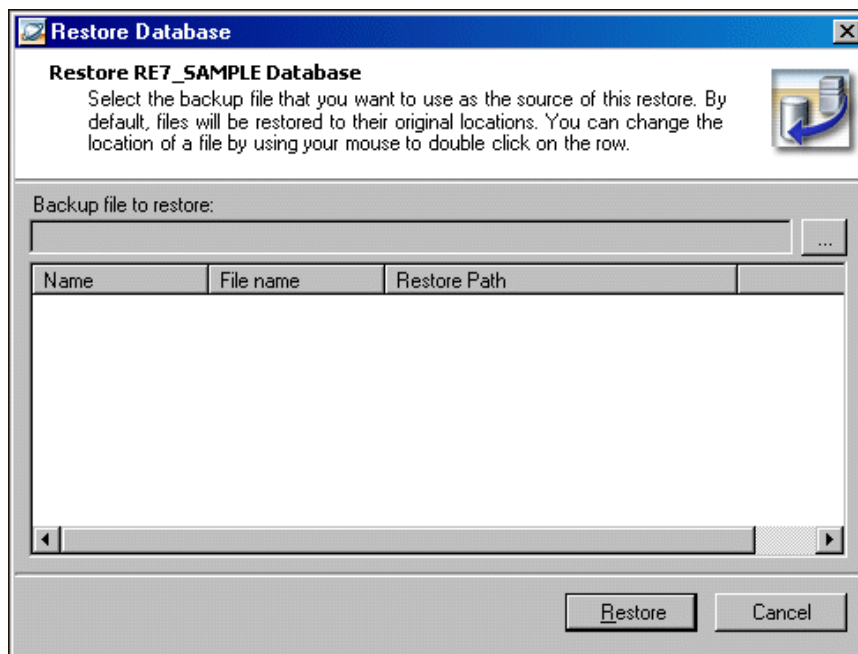 Restore Database
Restore RE7_SAMPLE Database
Select the backup file that you want to use as the source of this restore. By
default, files will be restored to their original locations. You can change the
location of a file by using your mouse to double click on the row.
Backup file to restore:
...
Name File name Restore Path
Restore Cancel